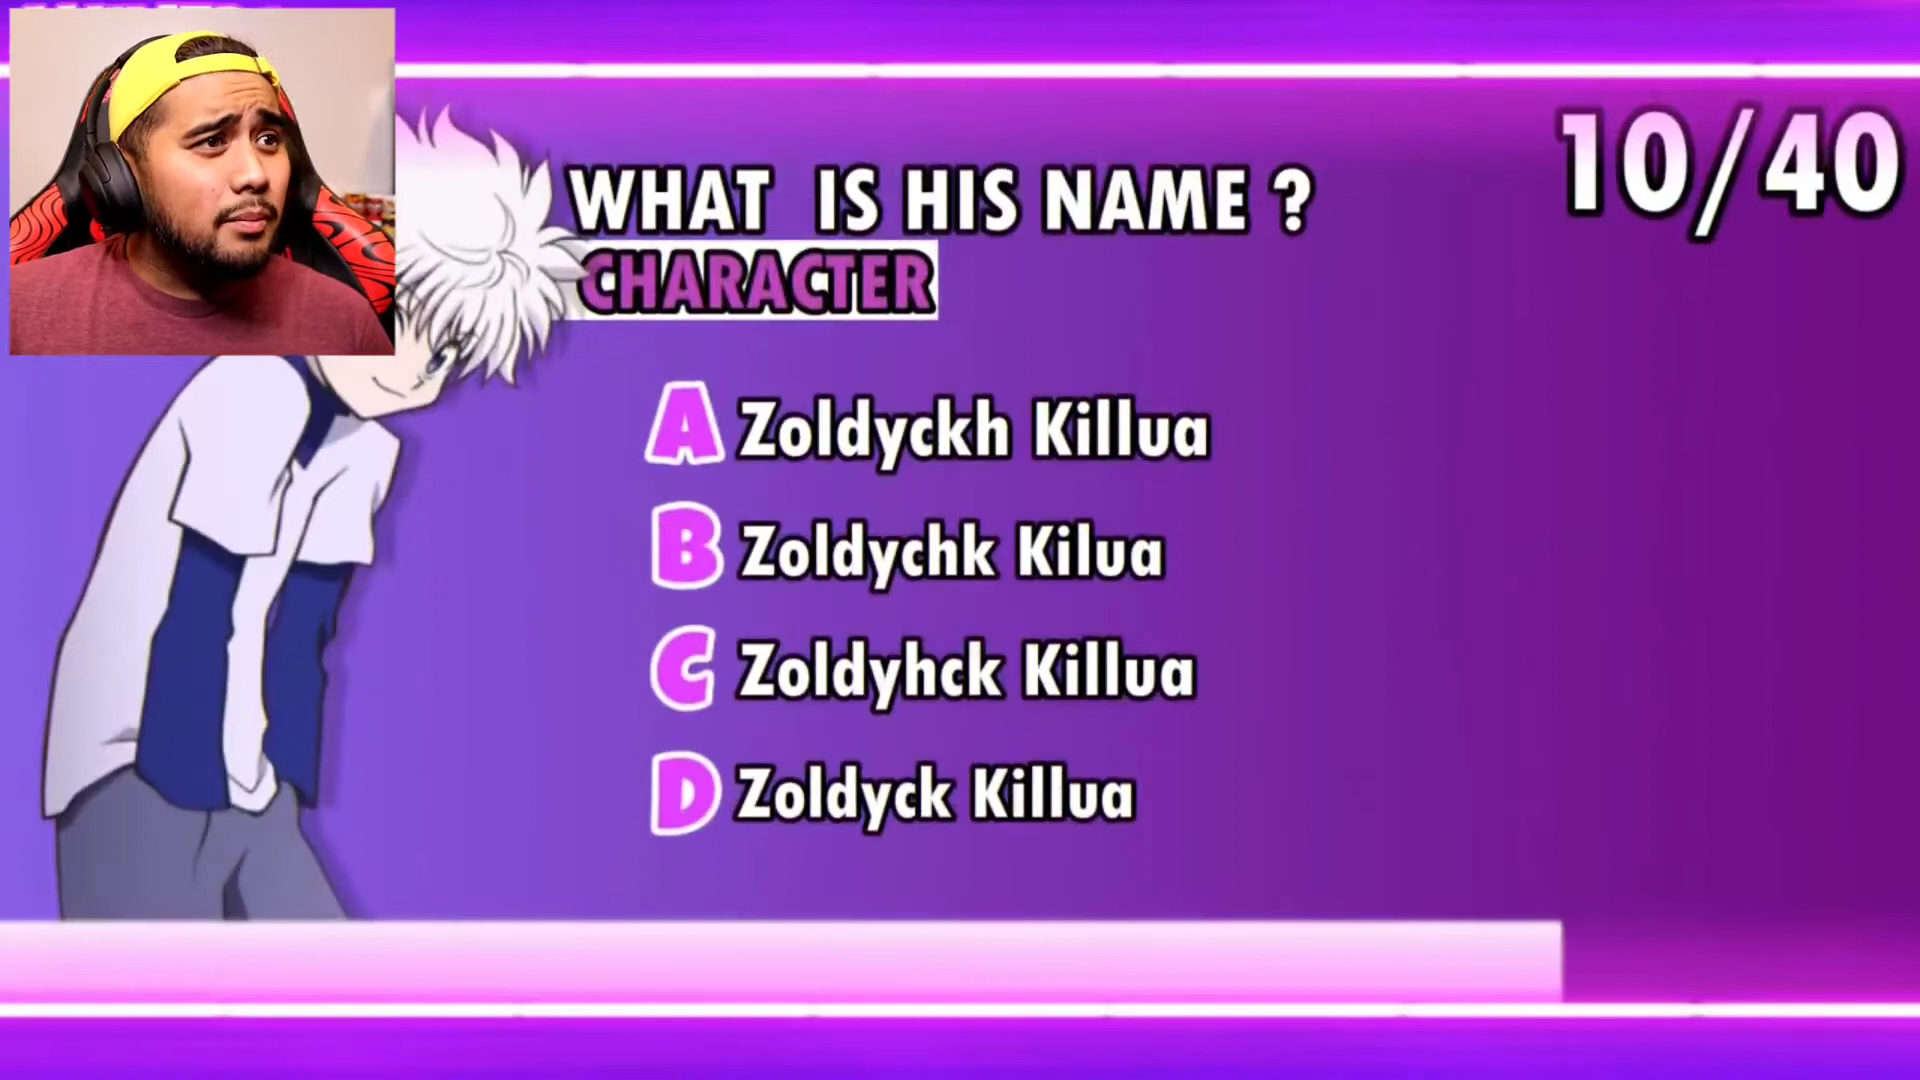 WHAT IS HIS NAME ?
10/40
CHARACTER
A Zoldyckh Killua
B Zoldychk Kilua
C Zoldyhck Killua
D Zoldyck Killua